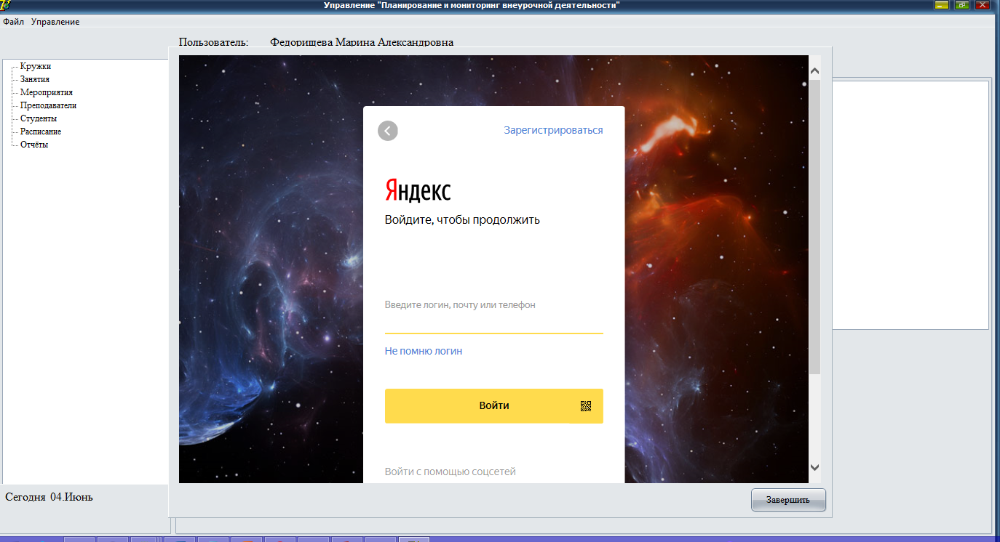 Управление "Планирование и мониторинг внеурочной деятельности"
Файл Управление
Пользователь: Федорищева Марина Александровна
Кружки
Занятия
Мероприятия
Преподаватели
Студенты
Расписание
Отчёты
Зарегистрироваться
Яндекс
Войдите, чтобы продолжить
Введите логин, почту или телефон
Не помню логин
Войти
Войти с помощью соцсетей
Завершить
Сегодня 04.Июнь